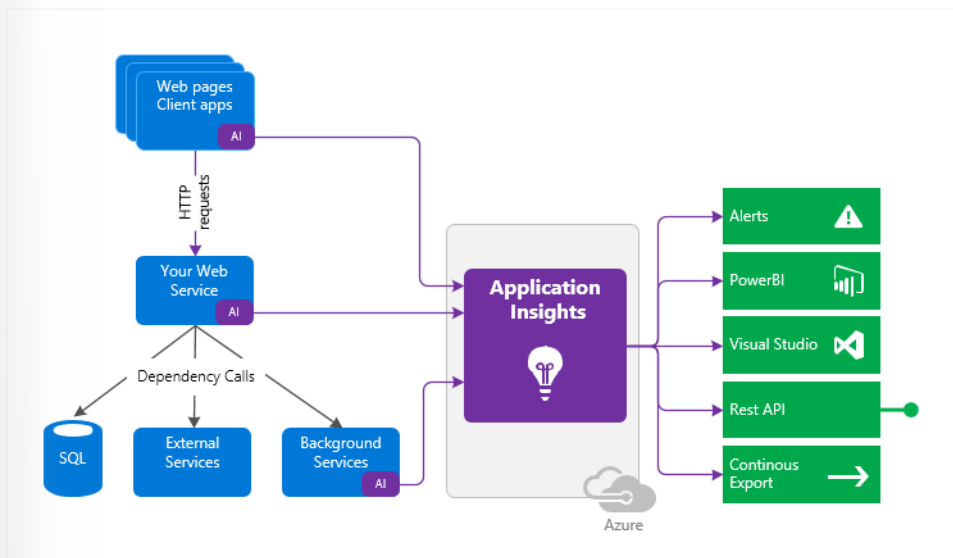 Web pages
Client apps
AI
HTTP
requests
Your Web
Service
AI
Dependency Calls
SQL
External
Services
Background
Services
AI
Application
Insights
Azure
Alerts
PowerBI
Visual Studio
Rest API
Continous
Export